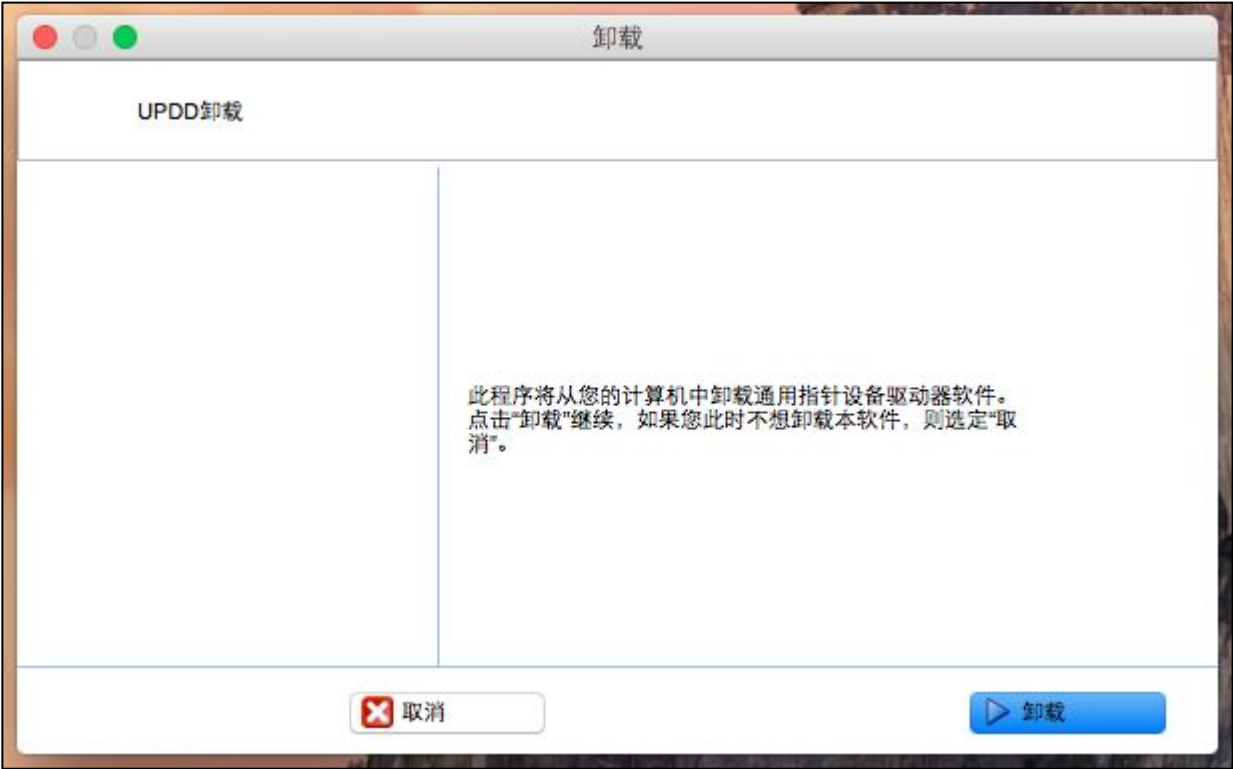 卸载
UPDD卸载
此程序将从您的计算机中卸载通用指针设备驱动器软件。
点击“卸载”继续，如果您此时不想卸载本软件，则选定“取
消”。
取消
卸载